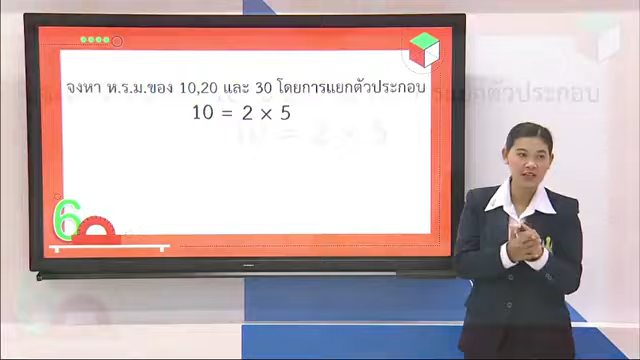 จงหา ห.ร.ม.ของ 10,20 และ 30 โดยการแยกตัวประกอบ
10 = 2 × 5
6